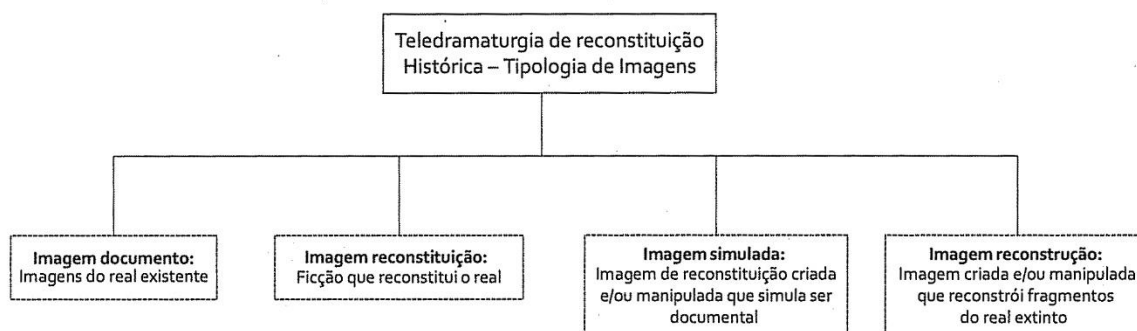 Teledramaturgia de reconstituição
Histórica – Tipologia de Imagens
Imagem documento:
Imagens do real existente
Imagem reconstituição:
Ficção que reconstitui o real
Imagem simulada:
Imagem de reconstituição criada
e/ou manipulada que simula ser
documental
Imagem reconstrução:
Imagem criada e/ou manipulada
que reconstrói fragmentos
do real extinto